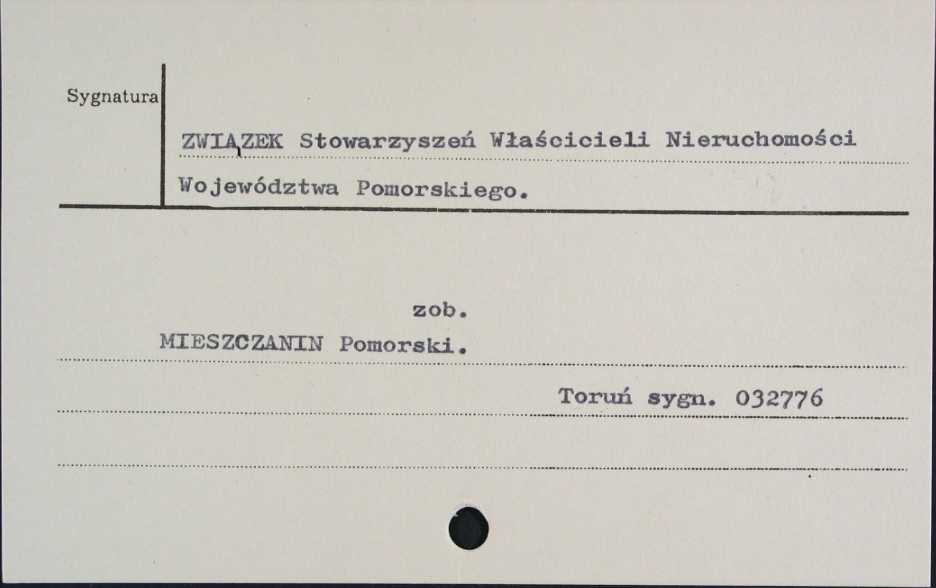 Sygnatura
ZWIĄZEK Stowarzyszeń Właścicieli Nieruchomości
Województwa Pomorskiego.
zob.
MIESZCZANIN Pomorski.
Toruń sygn. 032776